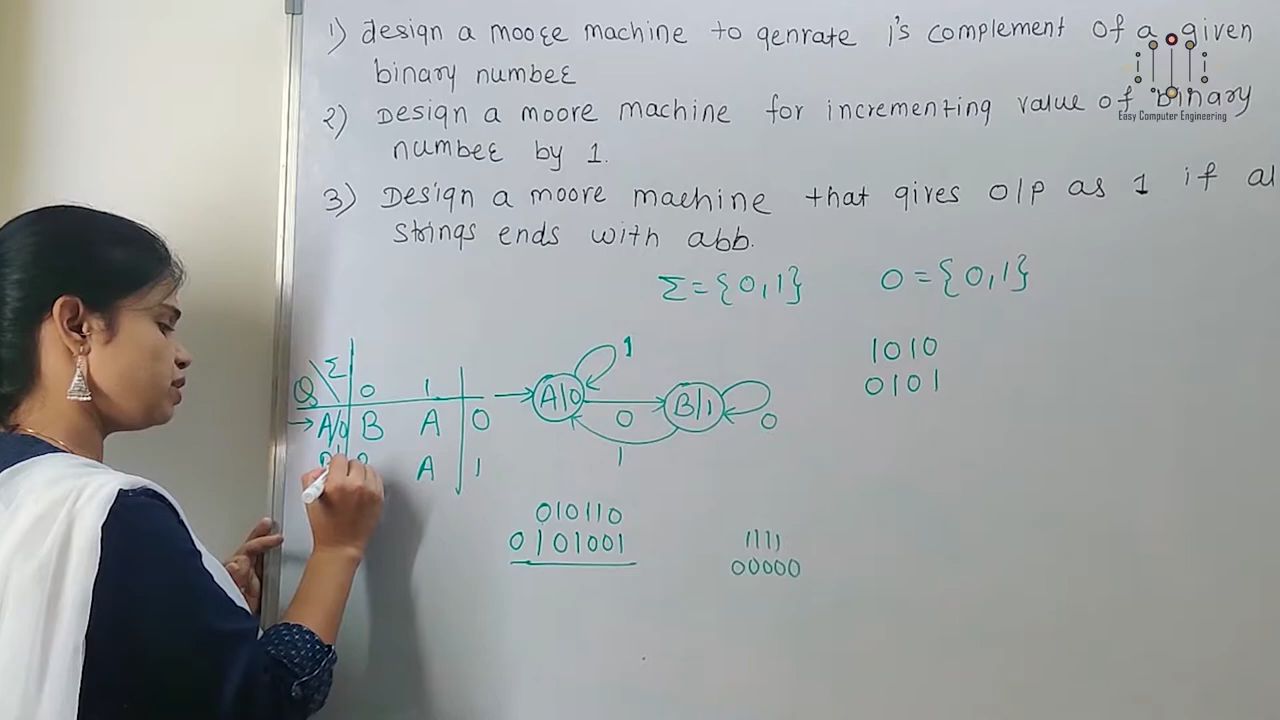 1) design a moore machine to genrate 1's complement of a given
binary number
2) Design a moore machine for incrementing value of binary
number by 1.
3) Design a moore machine that gives o/p as 1 if al
strings ends with abb.
Easy Computer Engineering
Σ = {0,1} O = {0,1}
Q Σ 0 1
→ A/0 B A 0
A 1
A/0 B/1
1
0
0
1
1010
0101
010110
0101001
1111
00000